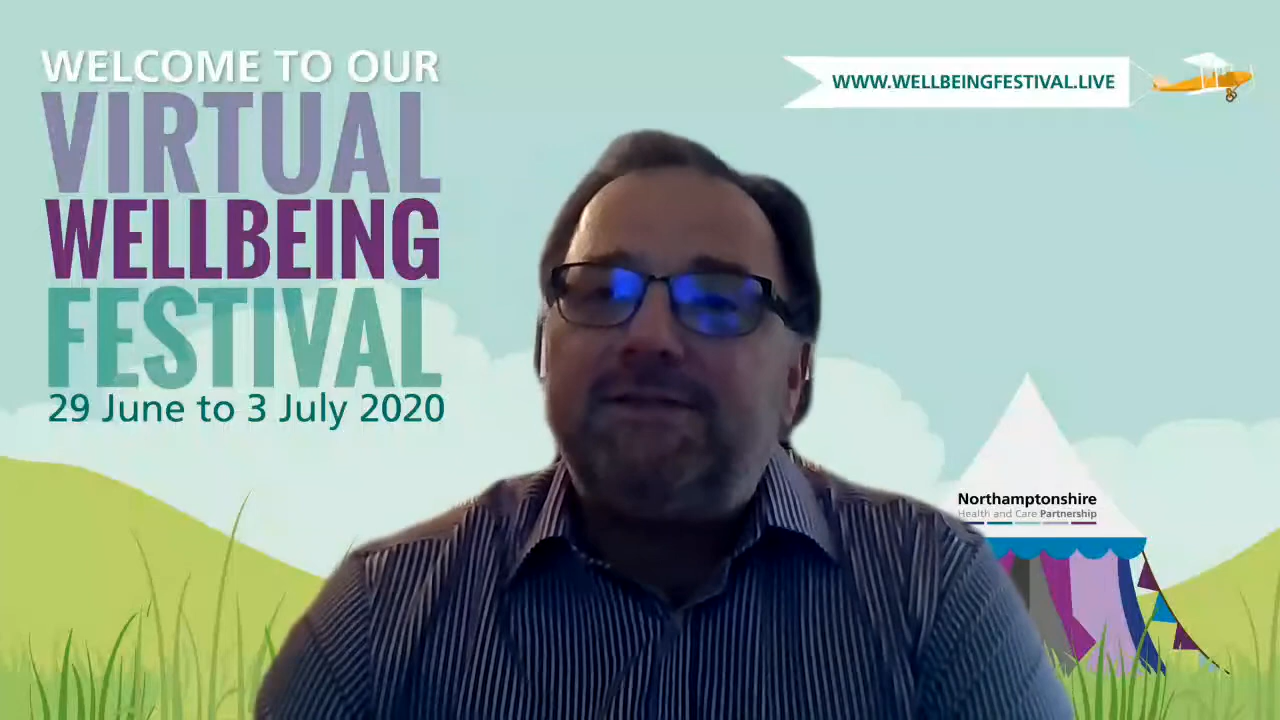 WELCOME TO OUR
VIRTUAL
WELLBEING
FESTIVAL
29 June to 3 July 2020
WWW.WELLBEINGFESTIVAL.LIVE
Northamptonshire
Health and Care Partnership